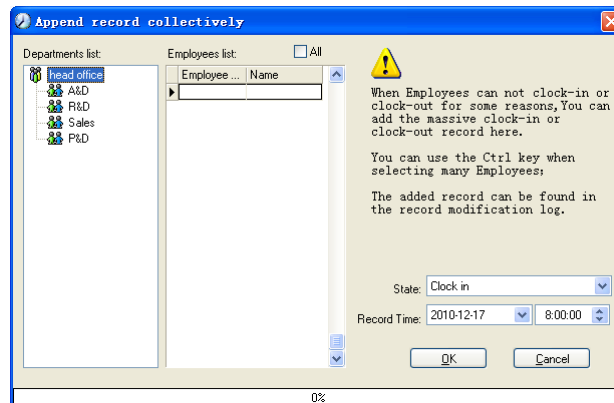 Append record collectively
Departments list:
Employees list:
All
head office
A&D
R&D
Sales
P&D
Employee ... Name
When Employees can not clock-in or
clock-out for some reasons,You can
add the massive clock-in or
clock-out record here.
You can use the Ctrl key when
selecting many Employees;
The added record can be found in
the record modification log.
State: Clock in
Record Time: 2010-12-17 8:00:00
OK Cancel
0%